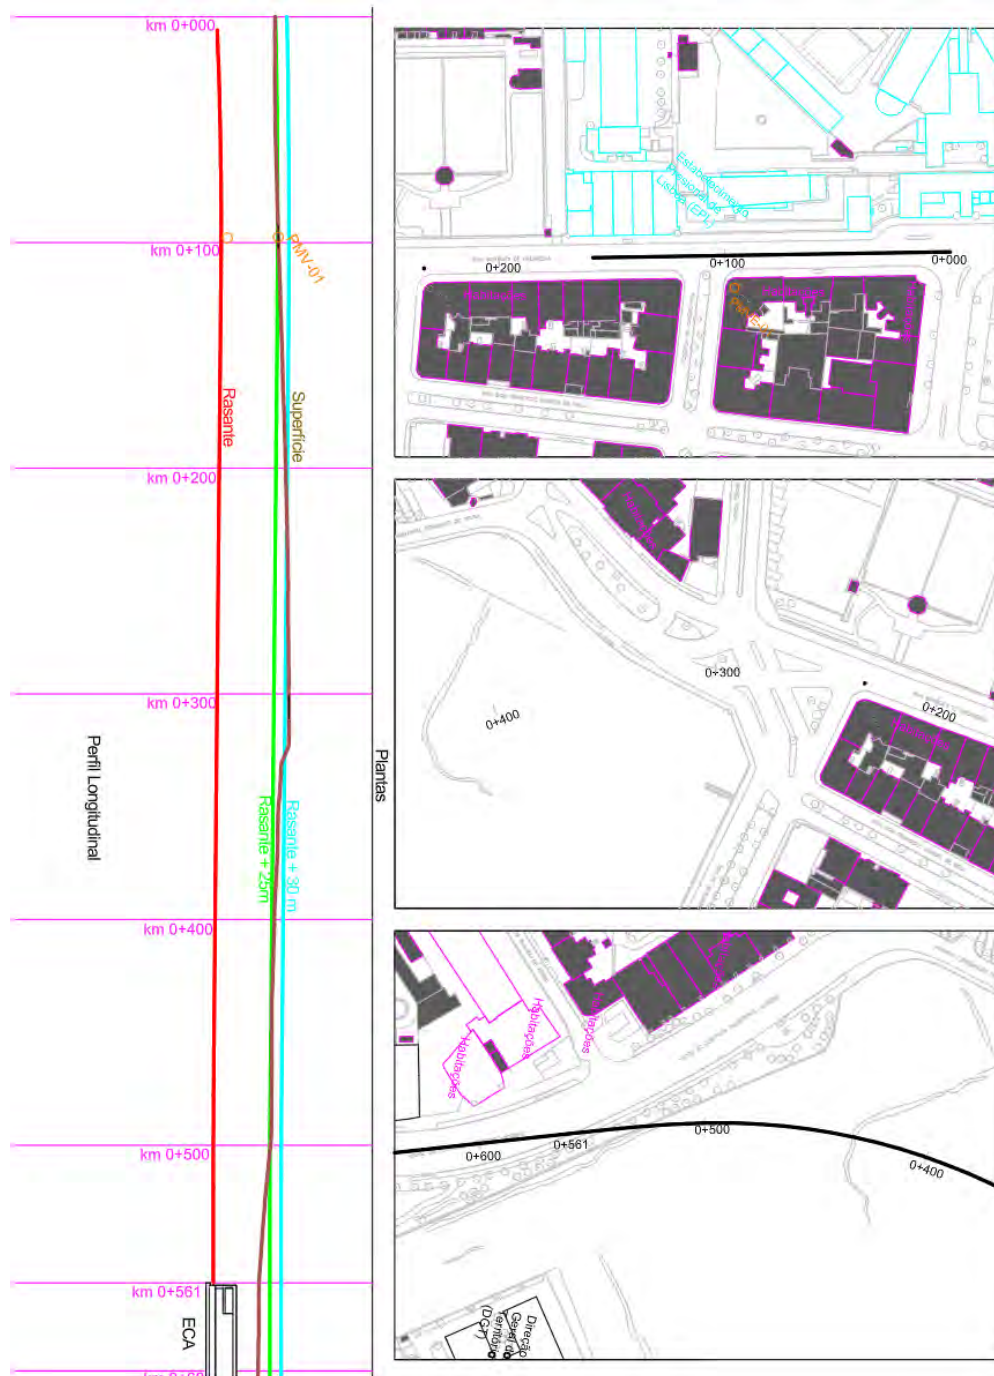 km 0+000
km 0+100
km 0+200
km 0+300
km 0+400
km 0+500
km 0+561
PMV-01
Rasante
Superfície
Rasante + 25m
Rasante + 30 m
Perfil Longitudinal
Plantas
ECA
Estabelecimento
Prisional de
Lisboa (EPL)
0+200
0+100
0+000
Habitações
Habitações
0+300
0+400
0+200
Habitações
Habitações
Habitações
Habitações
0+600
0+561
0+500
0+400
Direção
Geral do
Território
(DGT)